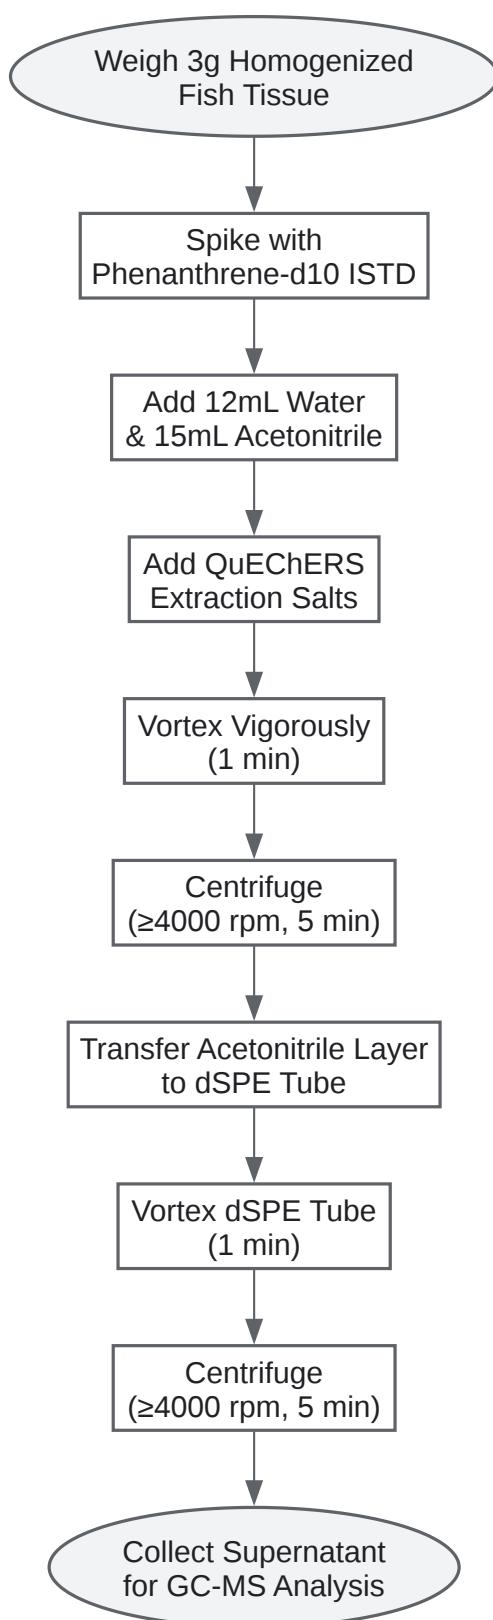 Weigh 3g Homogenized
Fish Tissue
Spike with
Phenanthrene-d10 ISTD
Add 12mL Water
& 15mL Acetonitrile
Add QuEChERS
Extraction Salts
Vortex Vigorously
(1 min)
Centrifuge
(≥4000 rpm, 5 min)
Transfer Acetonitrile Layer
to dSPE Tube
Vortex dSPE Tube
(1 min)
Centrifuge
(≥4000 rpm, 5 min)
Collect Supernatant
for GC-MS Analysis